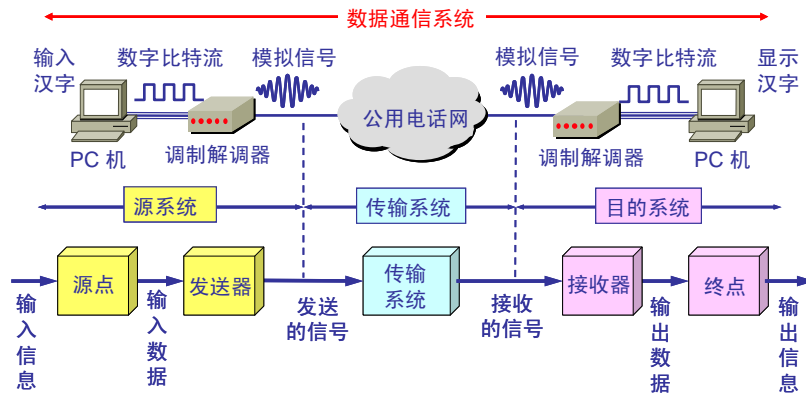 数据通信系统
输入
汉字
数字比特流
模拟信号
模拟信号
数字比特流
显示
汉字
公用电话网
PC 机
调制解调器
调制解调器
PC 机
源系统
传输系统
目的系统
源点
发送器
传输
系统
接收器
终点
输入信息
输入数据
发送
的信号
接收
的信号
输出数据
输出信息